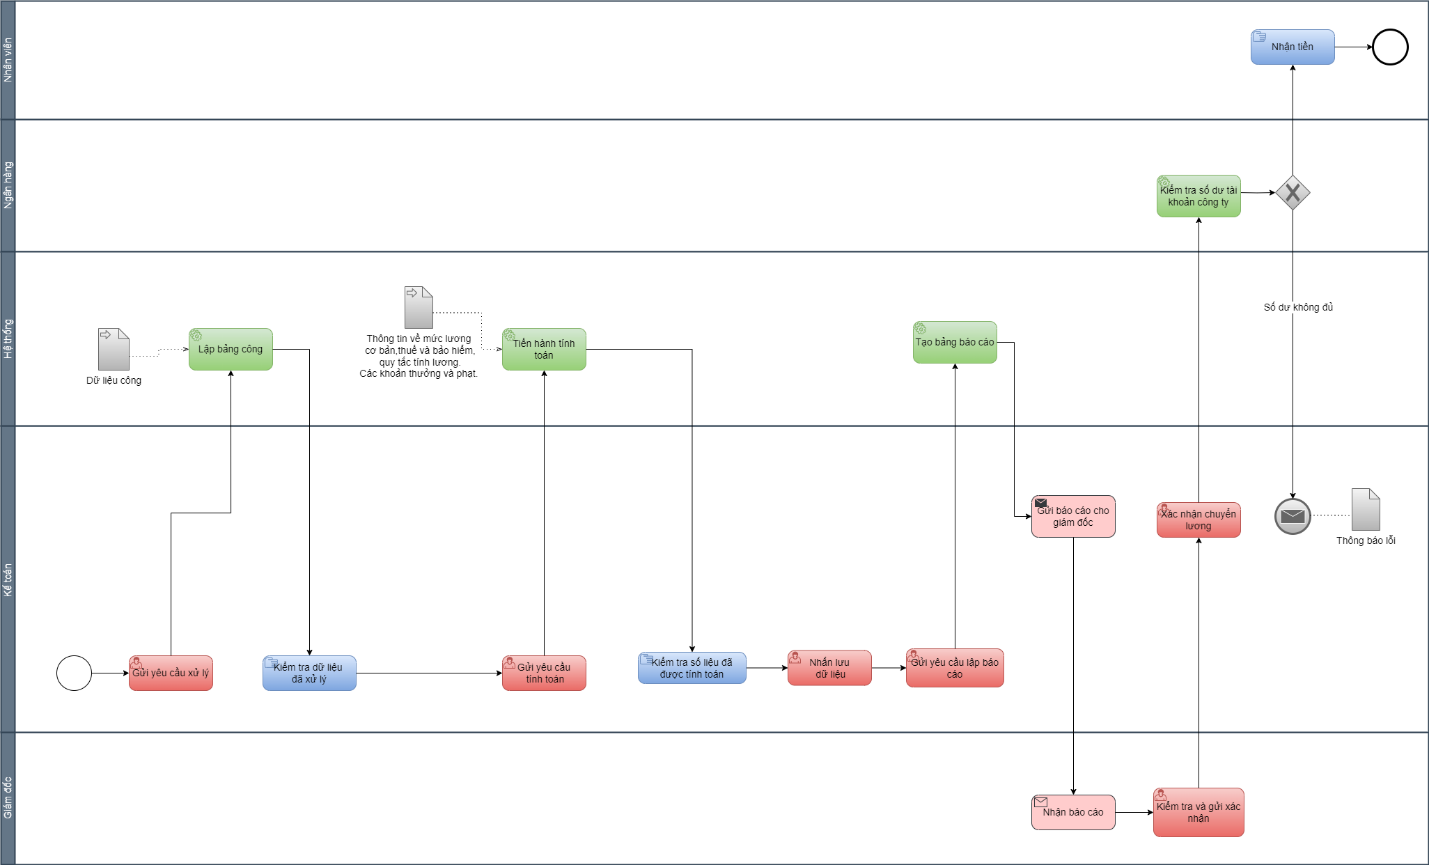 Nhân viên
Nhận tiền
Ngân hàng
Kiểm tra số dư tài
khoản công ty
Hệ thống
Dữ liệu công
Lập bảng công
Thông tin về mức lương
cơ bản,thuế và bảo hiểm,
quy tắc tính lương.
Các khoản thưởng và phạt.
Tiến hành tính
toán
Tạo bảng báo cáo
Số dư không đủ
Kế toán
Gửi yêu cầu xử lý
Kiểm tra dữ liệu
đã xử lý
Gửi yêu cầu
tính toán
Kiểm tra số liệu đã
được tính toán
Nhấn lưu
dữ liệu
Gửi yêu cầu lập báo
cáo
Gửi báo cáo cho
giám đốc
Xác nhận chuyển
lương
Thông báo lỗi
Giám đốc
Nhận báo cáo
Kiểm tra và gửi xác
nhận